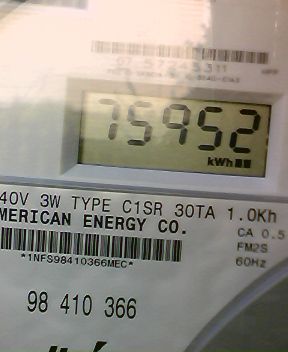 75952
kWh
40V 3W TYPE C1SR 30TA 1.0Kh
MERICAN ENERGY CO.
CA 0.5
*1NFS98410366MEC*
FM2S
60Hz
98 410 366